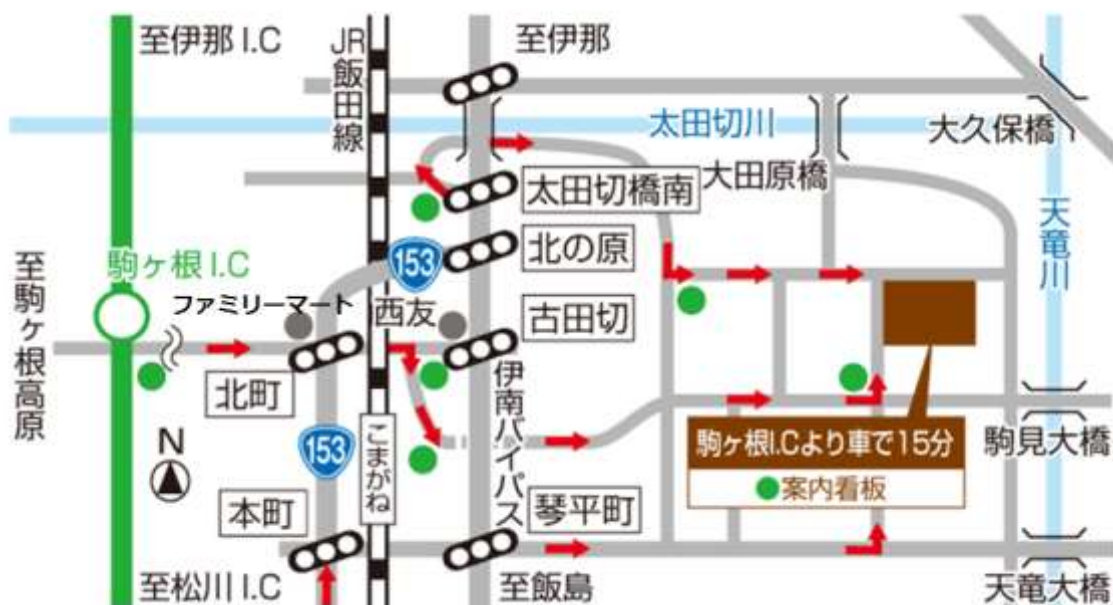 至伊那 I.C
JR飯田線
至伊那
太田切川
大久保橋
大田原橋
太田切橋南
天竜川
北の原
153
駒ヶ根 I.C
至駒ヶ根高原
ファミリーマート
西友
古田切
北町
伊南バイパス
N
153
こまがね
駒ヶ根I.Cより車で15分
案内看板
駒見大橋
本町
琴平町
至松川 I.C
至飯島
天竜大橋